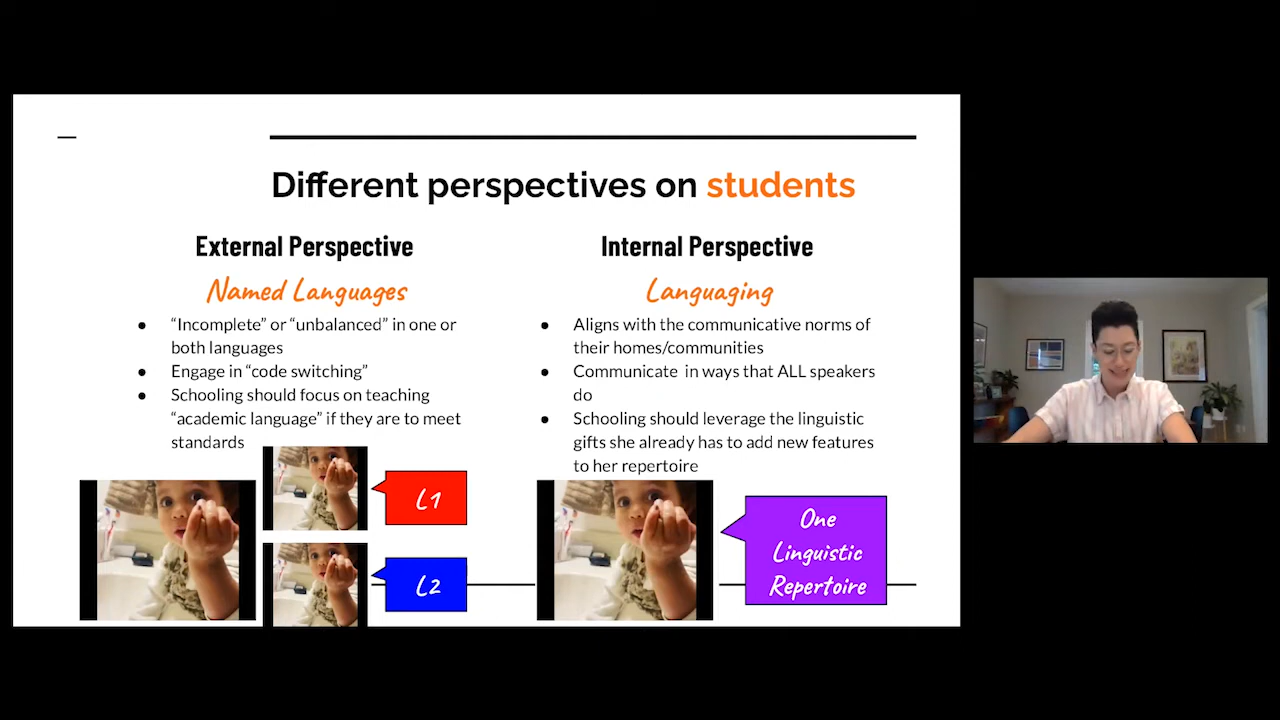 Different perspectives on students
External Perspective
Named Languages
● “Incomplete” or “unbalanced” in one or
both languages
● Engage in “code switching”
● Schooling should focus on teaching
“academic language” if they are to meet
standards
L1
L2
Internal Perspective
Languaging
● Aligns with the communicative norms of
their homes/communities
● Communicate in ways that ALL speakers
do
● Schooling should leverage the linguistic
gifts she already has to add new features
to her repertoire
One
Linguistic
Repertoire